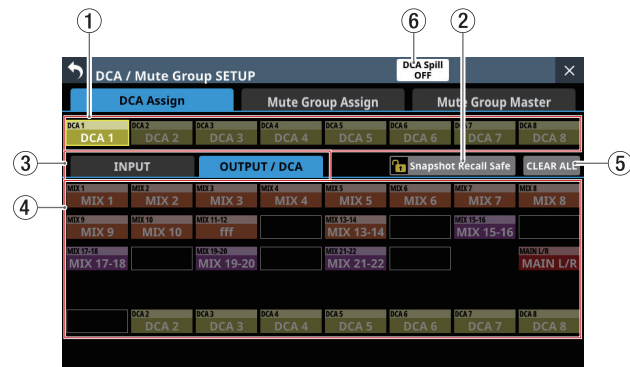 1
6
2
DCA / Mute Group SETUP
DCA Spill
OFF
×
DCA Assign
Mute Group Assign
Mute Group Master
DCA 1 DCA 2 DCA 3 DCA 4 DCA 5 DCA 6 DCA 7 DCA 8
DCA 1 DCA 2 DCA 3 DCA 4 DCA 5 DCA 6 DCA 7 DCA 8
3
INPUT
OUTPUT / DCA
Snapshot Recall Safe
CLEAR ALL
5
4
MIX 1 MIX 2 MIX 3 MIX 4 MIX 5 MIX 6 MIX 7 MIX 8
MIX 1 MIX 2 MIX 3 MIX 4 MIX 5 MIX 6 MIX 7 MIX 8
MIX 9 MIX 10 MIX 11-12 MIX 13-14 MIX 15-16
MIX 9 MIX 10 fff MIX 13-14 MIX 15-16
MIX 17-18 MIX 19-20 MIX 21-22 MAIN L/R
MIX 17-18 MIX 19-20 MIX 21-22 MAIN L/R
DCA 2 DCA 3 DCA 4 DCA 5 DCA 6 DCA 7 DCA 8
DCA 2 DCA 3 DCA 4 DCA 5 DCA 6 DCA 7 DCA 8